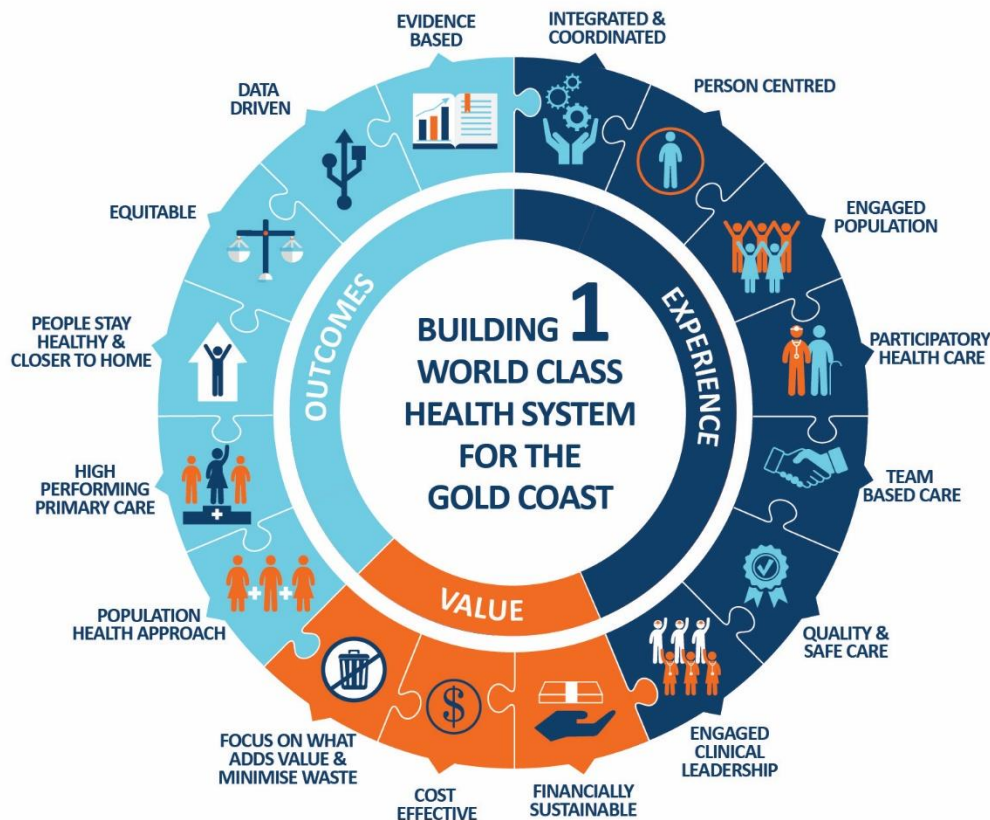 EVIDENCE
BASED
INTEGRATED &
COORDINATED
PERSON CENTRED
ENGAGED
POPULATION
PARTICIPATORY
HEALTH CARE
TEAM
BASED CARE
QUALITY &
SAFE CARE
ENGAGED
CLINICAL
LEADERSHIP
FINANCIALLY
SUSTAINABLE
COST
EFFECTIVE
FOCUS ON WHAT
ADDS VALUE &
MINIMISE WASTE
POPULATION
HEALTH APPROACH
HIGH
PERFORMING
PRIMARY CARE
PEOPLE STAY
HEALTHY &
CLOSER TO HOME
EQUITABLE
DATA
DRIVEN
OUTCOMES
EXPERIENCE
VALUE
$
BUILDING 1
WORLD CLASS
HEALTH SYSTEM
FOR THE
GOLD COAST